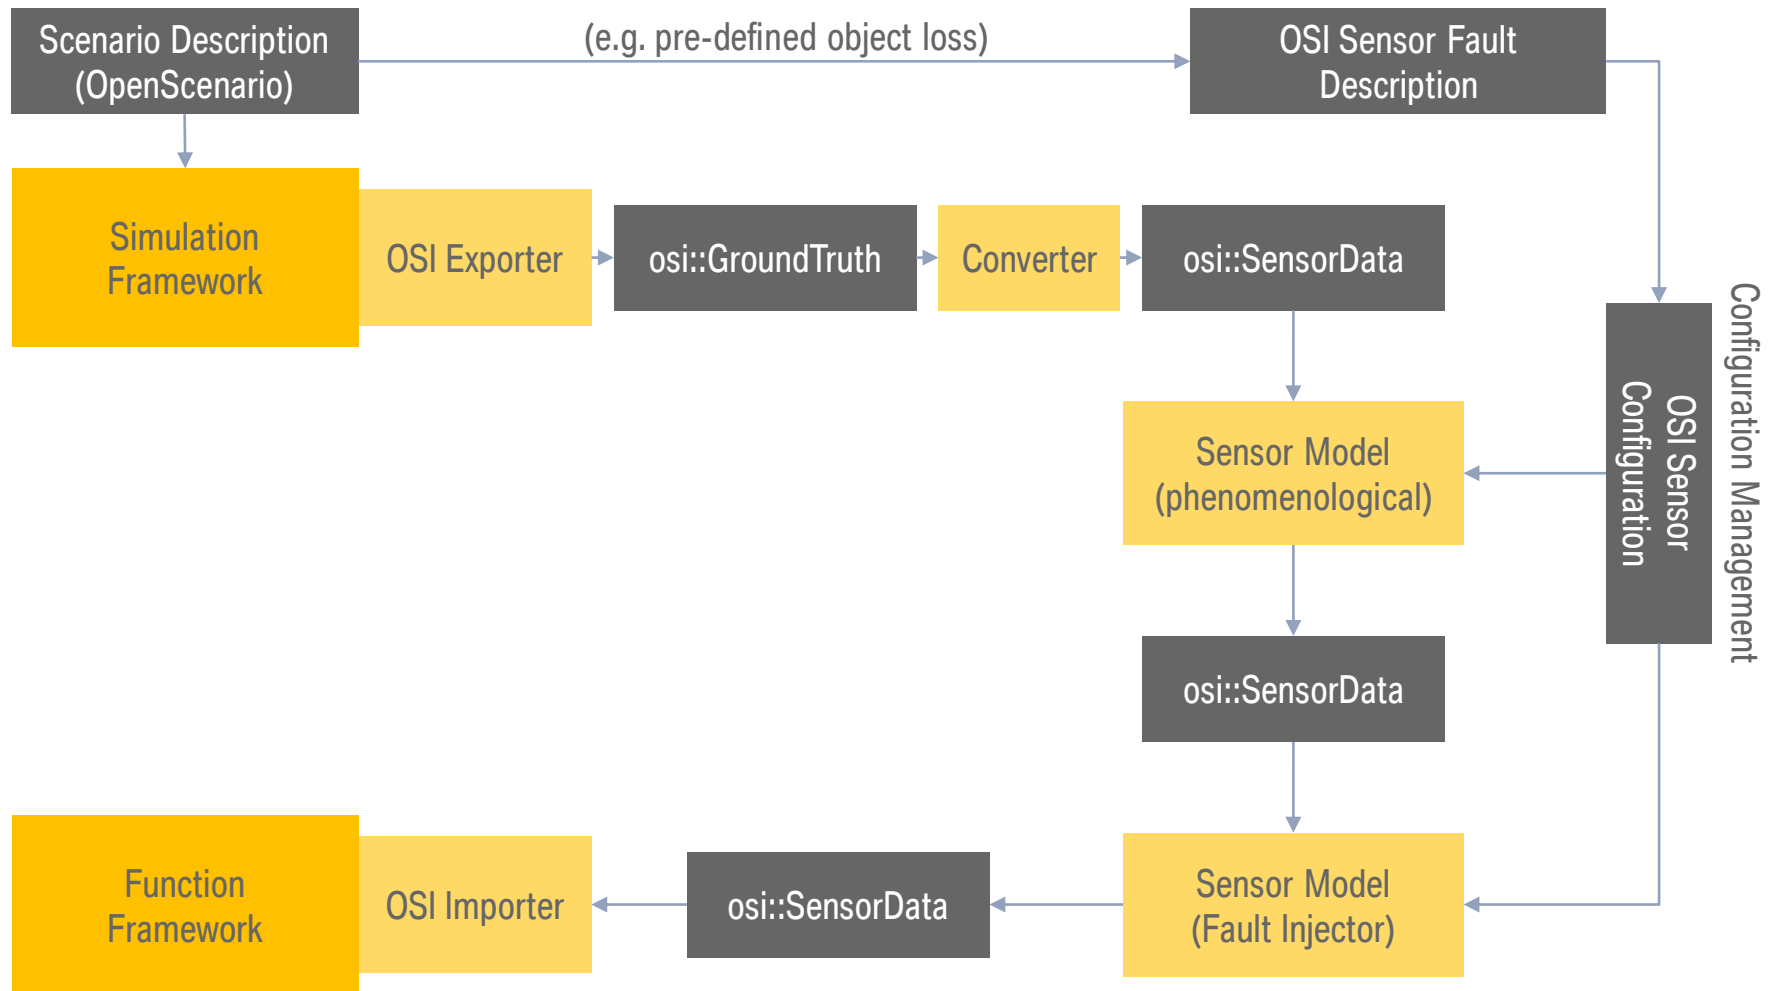 Scenario Description
(OpenScenario)
(e.g. pre-defined object loss)
OSI Sensor Fault
Description
Simulation
Framework
OSI Exporter
osi::GroundTruth
Converter
osi::SensorData
Configuration Management
OSI Sensor
Configuration
Sensor Model
(phenomenological)
osi::SensorData
Function
Framework
OSI Importer
osi::SensorData
Sensor Model
(Fault Injector)